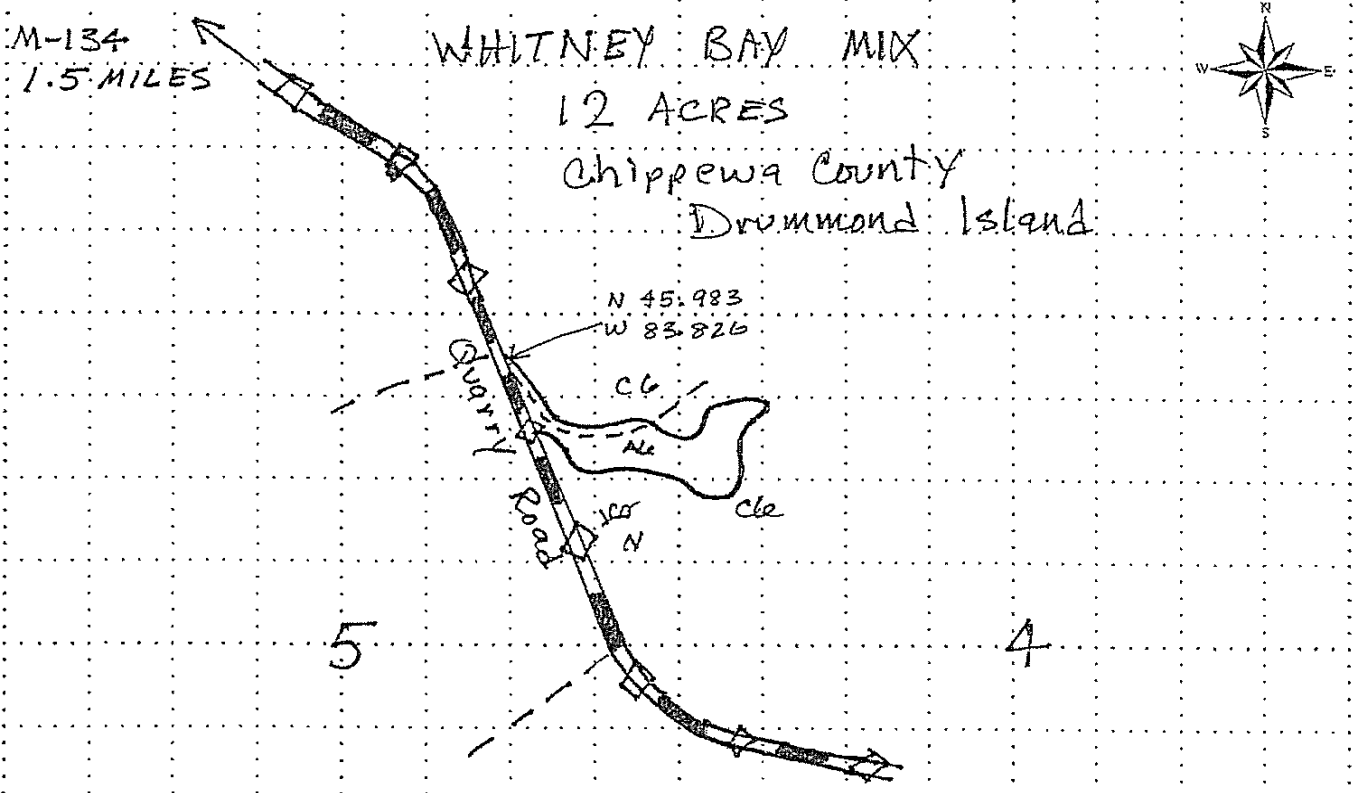 M-134
1.5 MILES
WHITNEY BAY MIX
12 ACRES
Chippewa County
Drummond Island
N
W E
S
N 45.983
W 83.826
Quarry
Road
C6
A6
C6
N
5
4